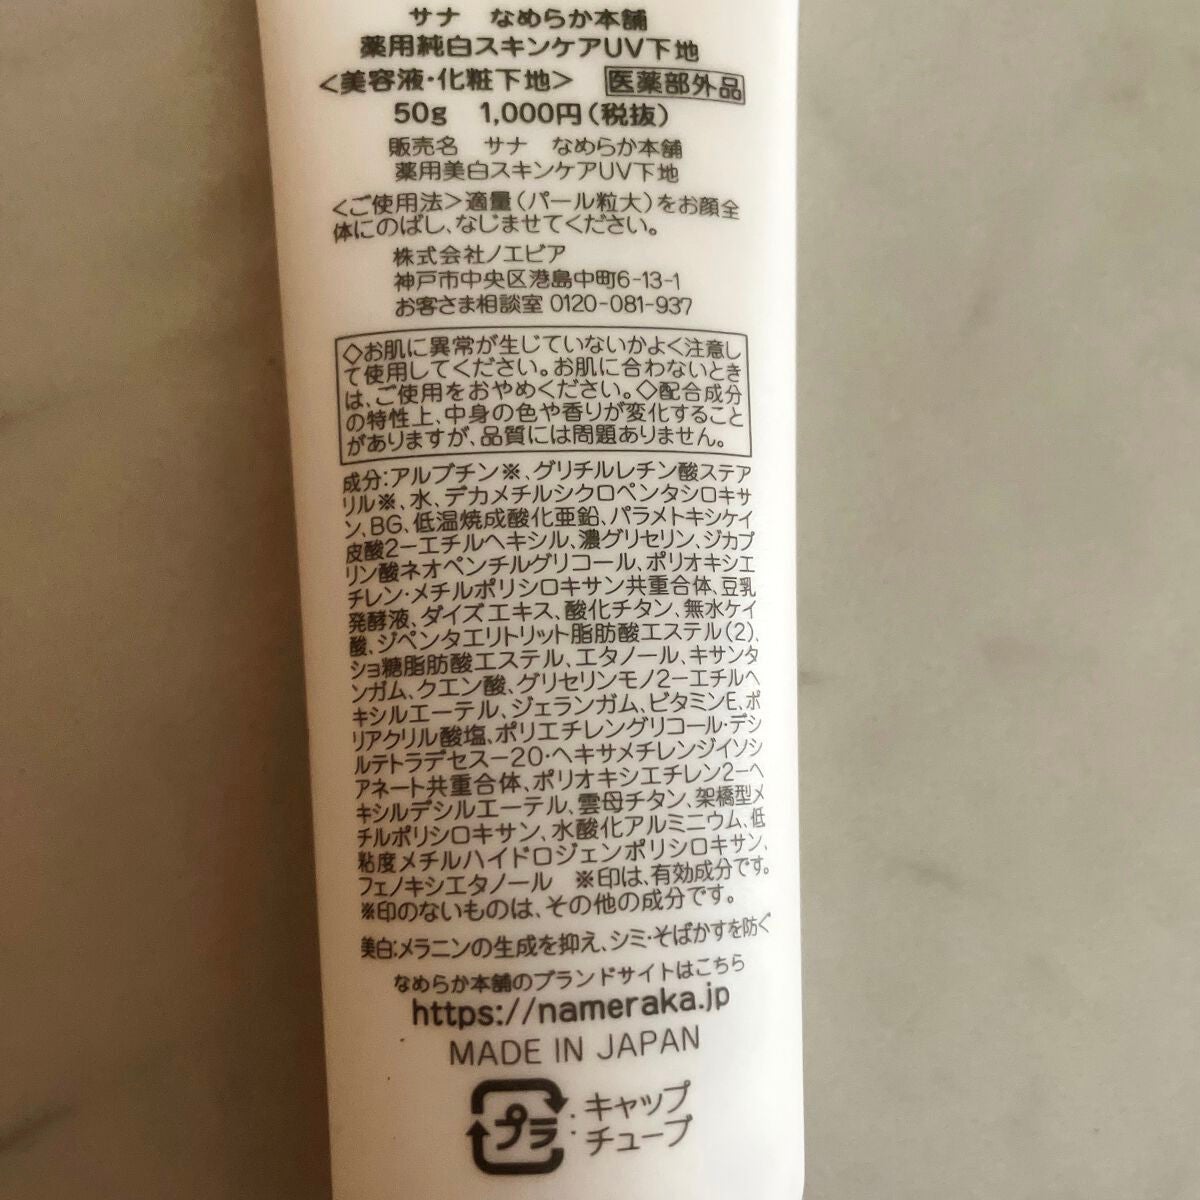 サナ なめらか本舗
薬用純白スキンケアUV下地
<美容液・化粧下地> 医薬部外品
50g 1,000円(税抜)
販売名 サナ なめらか本舗
薬用美白スキンケアUV下地
<ご使用法>適量(パール粒大)をお顔全
体にのばし、なじませてください。
株式会社ノエビア
神戸市中央区港島中町6-13-1
お客さま相談室 0120-081-937
◇お肌に異常が生じていないかよく注意し
て使用してください。お肌に合わないとき
は、ご使用をおやめください。◇配合成分
の特性上、中身の色や香りが変化すること
がありますが、品質には問題ありません。
成分:アルブチン※、グリチルレチン酸ステア
リル※、水、デカメチルシクロペンタシロキサ
ン、BG、低温焼成酸化亜鉛、パラメトキシケイ
皮酸2-エチルヘキシル、濃グリセリン、ジカプ
リン酸ネオペンチルグリコール、ポリオキシエ
チレン・メチルポリシロキサン共重合体、豆乳
発酵液、ダイズエキス、酸化チタン、無水ケイ
酸、ジペンタエリトリット脂肪酸エステル(2)、
ショ糖脂肪酸エステル、エタノール、キサンタ
ンガム、クエン酸、グリセリンモノ2-エチルヘ
キシルエーテル、ジェランガム、ビタミンE、ポ
リアクリル酸塩、ポリエチレングリコール・デシ
ルテトラデセス-20・ヘキサメチレンジイソシ
アネート共重合体、ポリオキシエチレン2-ヘ
キシルデシルエーテル、雲母チタン、架橋型メ
チルポリシロキサン、水酸化アルミニウム、低
粘度メチルハイドロジェンポリシロキサン、
フェノキシエタノール ※印は、有効成分です。
※印のないものは、その他の成分です。
美白:メラニンの生成を抑え、シミ・そばかすを防ぐ
なめらか本舗のブランドサイトはこちら
https://nameraka.jp
MADE IN JAPAN
プラ :キャップ
:チューブ